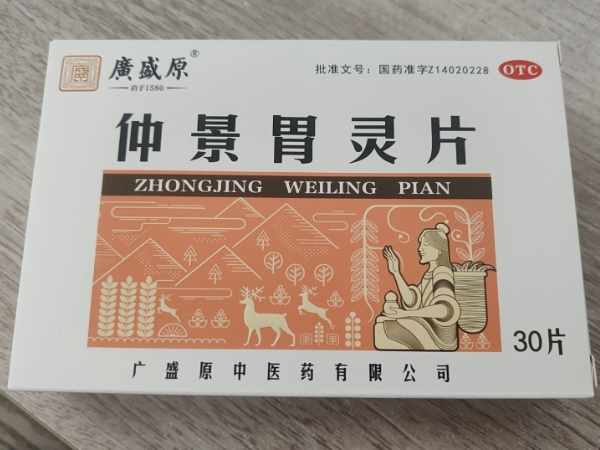 廣盛原®
启于1580
批准文号：国药准字Z14020228 OTC
仲景胃灵片
ZHONGJING WEILING PIAN
30片
广盛原中医药有限公司